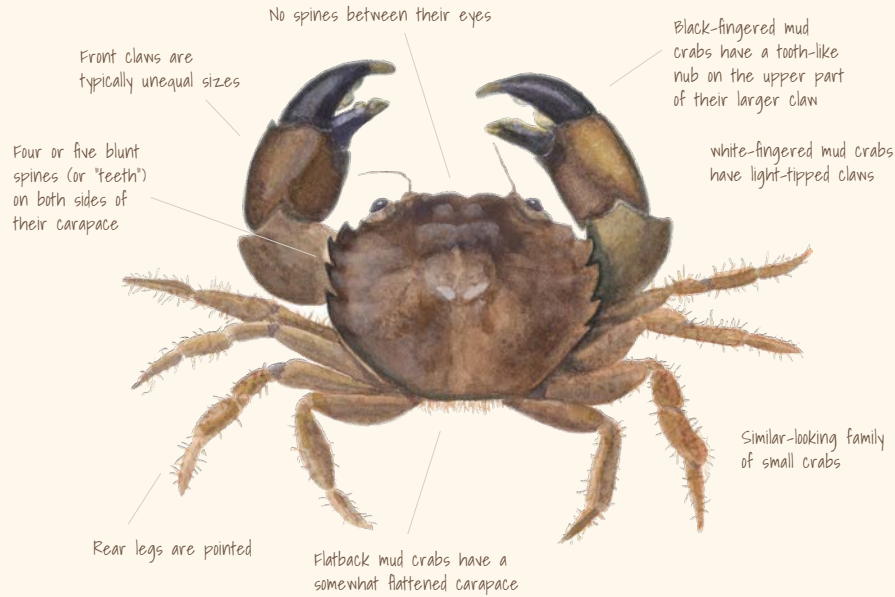 No spines between their eyes
Front claws are
typically unequal sizes
Black-fingered mud
crabs have a tooth-like
nub on the upper part
of their larger claw
Four or five blunt
spines (or "teeth")
on both sides of
their carapace
white-fingered mud crabs
have light-tipped claws
Similar-looking family
of small crabs
Rear legs are pointed
Flatback mud crabs have a
somewhat flattened carapace